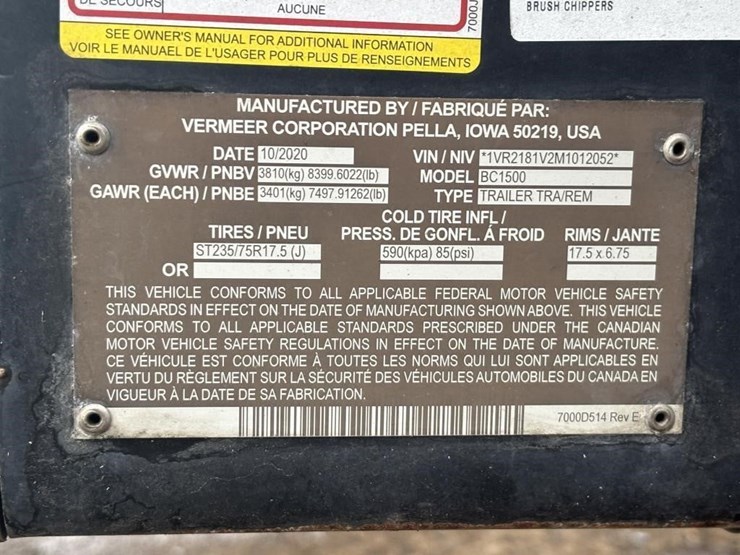 DE SECOURS
AUCUNE
7000J
BRUSH CHIPPERS
SEE OWNER'S MANUAL FOR ADDITIONAL INFORMATION
VOIR LE MANUAEL DE L'USAGER POUR PLUS DE RENSEIGNEMENTS
MANUFACTURED BY / FABRIQUÉ PAR:
VERMEER CORPORATION PELLA, IOWA 50219, USA
DATE 10/2020 VIN / NIV *1VR2181V2M1012052*
GVWR / PNBV 3810(kg) 8399.6022(lb) MODEL BC1500
GAWR (EACH) / PNBE 3401(kg) 7497.91262(lb) TYPE TRAILER TRA/REM
COLD TIRE INFL /
TIRES / PNEU PRESS. DE GONFL. Á FROID RIMS / JANTE
ST235/75R17.5 (J) 590(kpa) 85(psi) 17.5 x 6.75
OR
THIS VEHICLE CONFORMS TO ALL APPLICABLE FEDERAL MOTOR VEHICLE SAFETY
STANDARDS IN EFFECT ON THE DATE OF MANUFACTURING SHOWN ABOVE. THIS VEHICLE
CONFORMS TO ALL APPLICABLE STANDARDS PRESCRIBED UNDER THE CANADIAN
MOTOR VEHICLE SAFETY REGULATIONS IN EFFECT ON THE DATE OF MANUFACTURE.
CE VÉHICULE EST CONFORME À TOUTES LES NORMS QUI LUI SONT APPLICABLES EN
VERTU DU RÈGLEMENT SUR LA SÉCURITÉ DES VÉHICULES AUTOMOBILES DU CANADA EN
VIGUEUR À LA DATE DE SA FABRICATION.
7000D514 Rev E